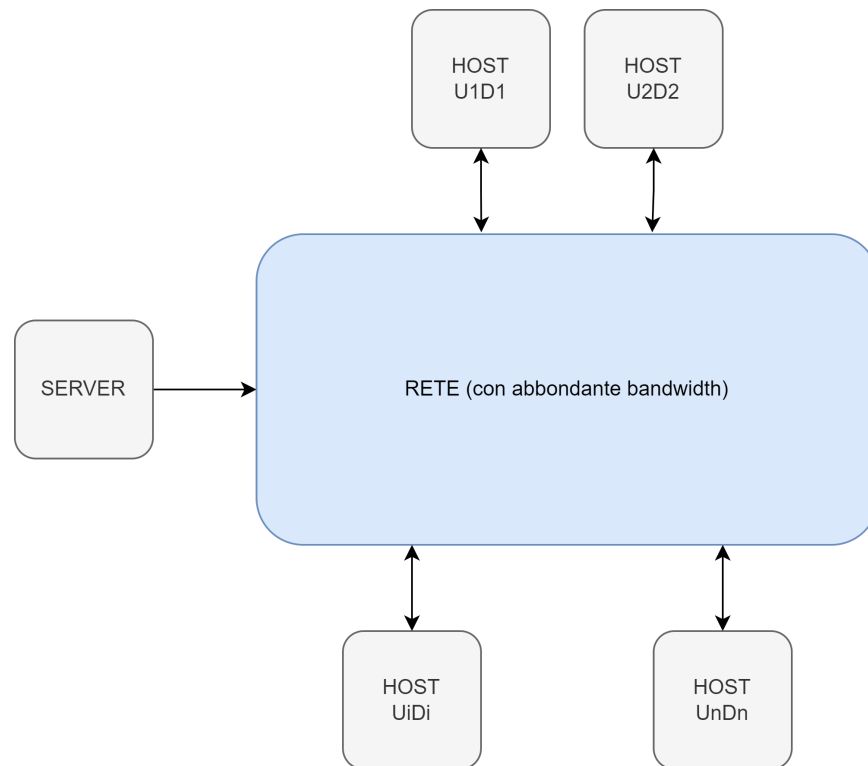 HOST
U1D1
HOST
U2D2
SERVER
RETE (con abbondante bandwidth)
HOST
UiDi
HOST
UnDn